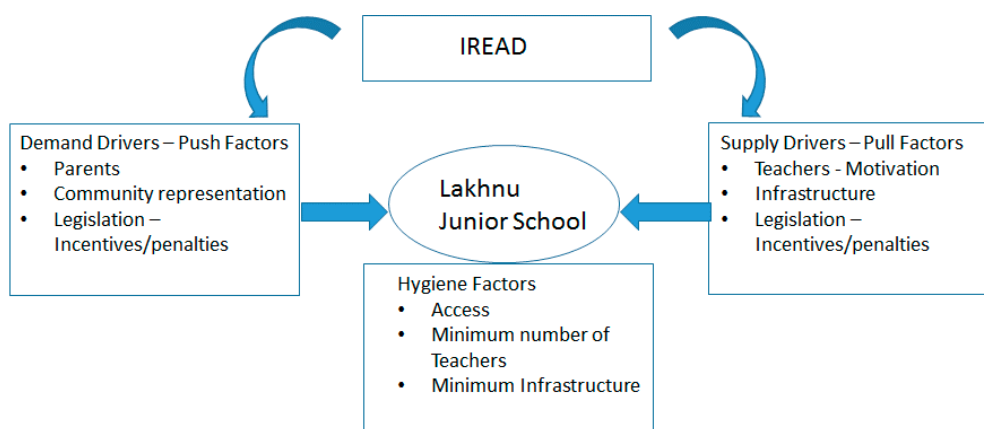 IREAD
Demand Drivers – Push Factors
• Parents
• Community representation
• Legislation –
Incentives/penalties
Lakhnu
Junior School
Supply Drivers – Pull Factors
• Teachers - Motivation
• Infrastructure
• Legislation –
Incentives/penalties
Hygiene Factors
• Access
• Minimum number of
Teachers
• Minimum Infrastructure